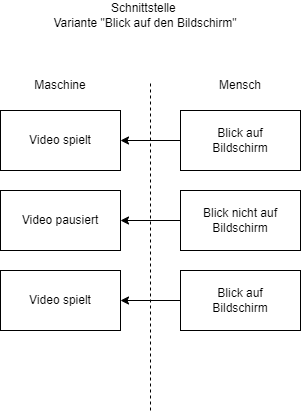 Schnittstelle
Variante "Blick auf den Bildschirm"
Maschine
Mensch
Video spielt
Blick auf
Bildschirm
Video pausiert
Blick nicht auf
Bildschirm
Video spielt
Blick auf
Bildschirm